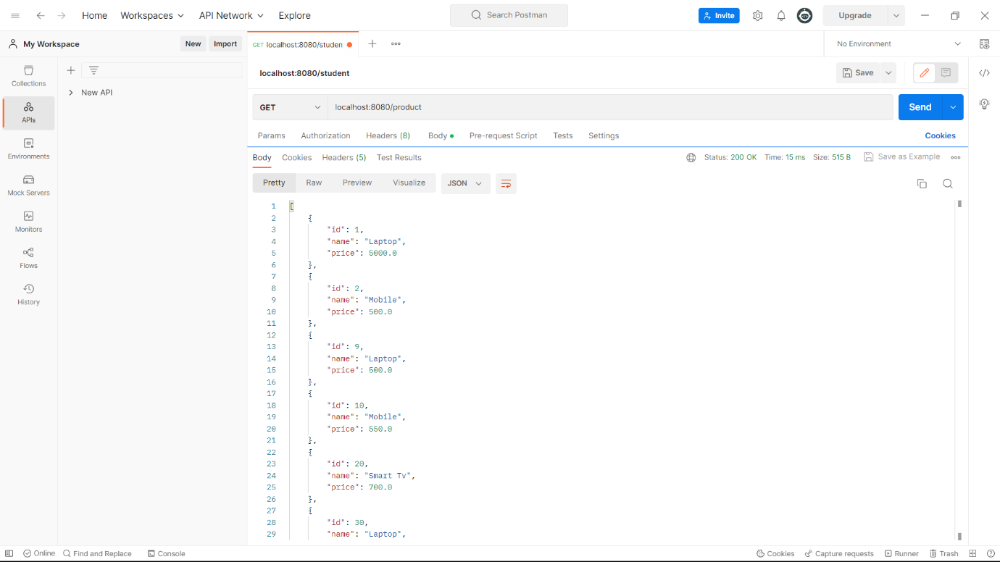 Home Workspaces API Network Explore Search Postman Invite Upgrade
My Workspace New Import GET localhost:8080/studen No Environment
Collections
APIs
Environments
Mock Servers
Monitors
Flows
History
New API
localhost:8080/student Save
GET localhost:8080/product Send
Params Authorization Headers (8) Body Pre-request Script Tests Settings Cookies
Body Cookies Headers (5) Test Results Status: 200 OK Time: 15 ms Size: 515 B Save as Example
Pretty Raw Preview Visualize JSON
1 [
2 {
3 "id": 1,
4 "name": "Laptop",
5 "price": 5000.0
6 },
7 {
8 "id": 2,
9 "name": "Mobile",
10 "price": 500.0
11 },
12 {
13 "id": 9,
14 "name": "Laptop",
15 "price": 500.0
16 },
17 {
18 "id": 10,
19 "name": "Mobile",
20 "price": 550.0
21 },
22 {
23 "id": 20,
24 "name": "Smart Tv",
25 "price": 700.0
26 },
27 {
28 "id": 30,
29 "name": "Laptop",
Online Find and Replace Console Cookies Capture requests Runner Trash